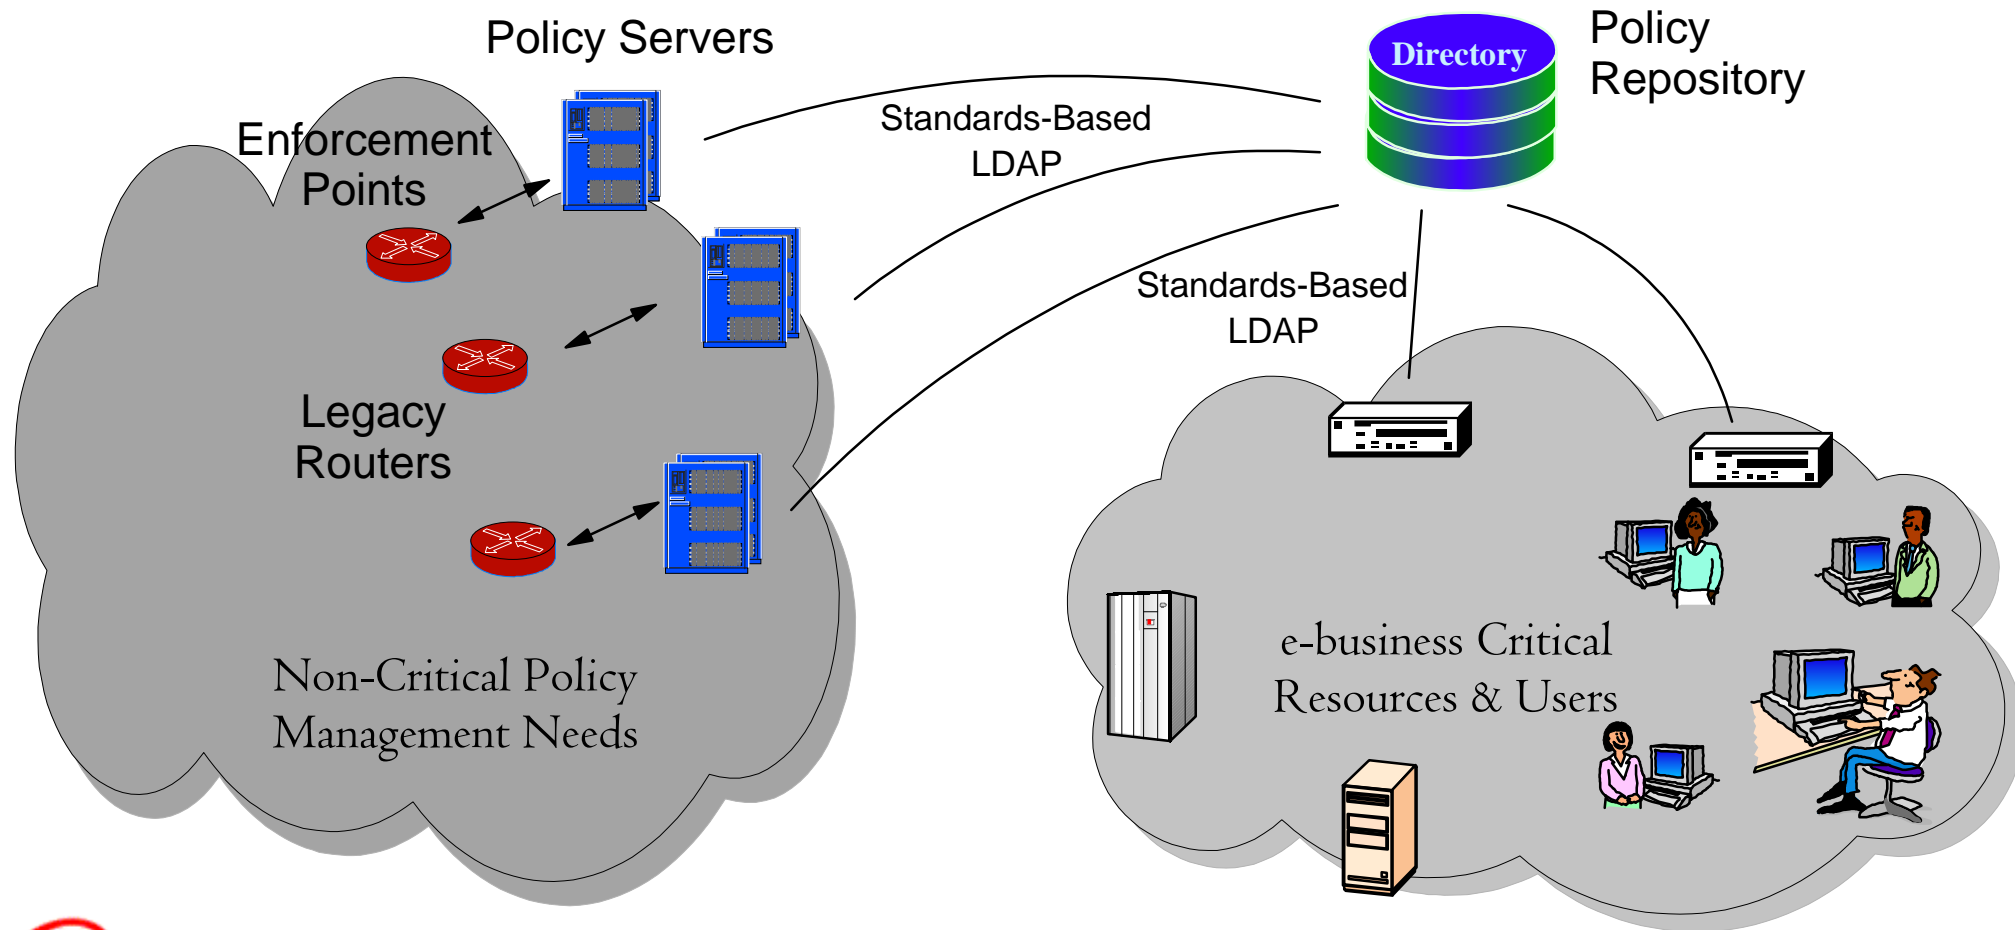 Policy Servers
Directory
Policy
Repository
Enforcement
Points
Standards-Based
LDAP
Standards-Based
LDAP
Legacy
Routers
Non-Critical Policy
Management Needs
e-business Critical
Resources & Users